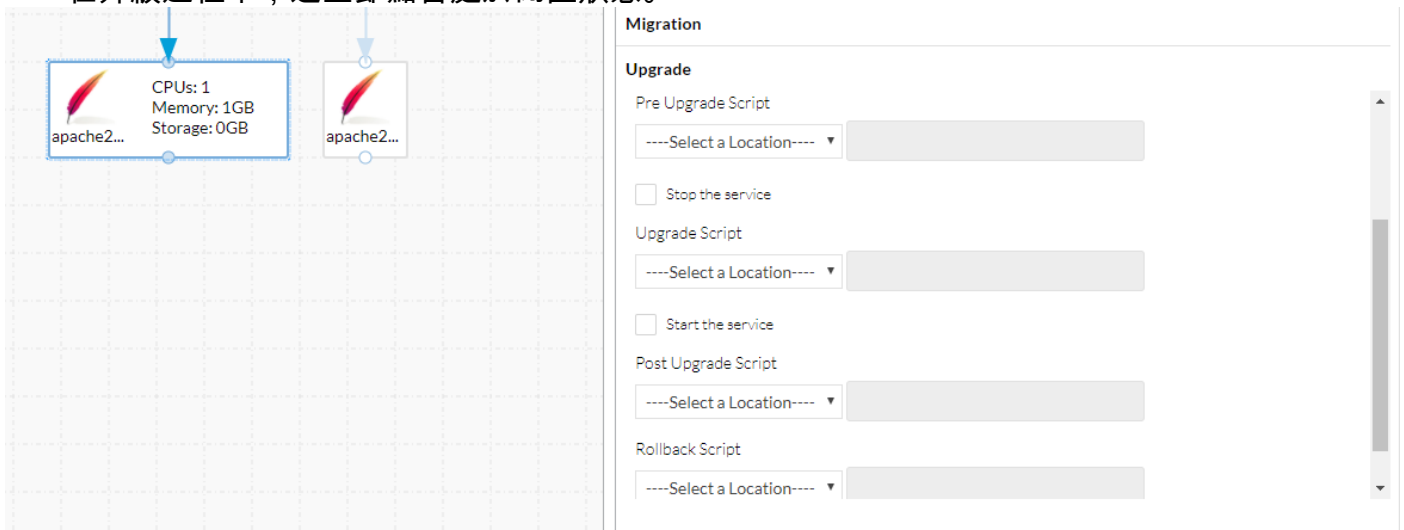 Migration
Upgrade
CPUs: 1
Memory: 1GB
Storage: 0GB
apache2...
apache2...
Pre Upgrade Script
----Select a Location----
Stop the service
Upgrade Script
----Select a Location----
Start the service
Post Upgrade Script
----Select a Location----
Rollback Script
----Select a Location----